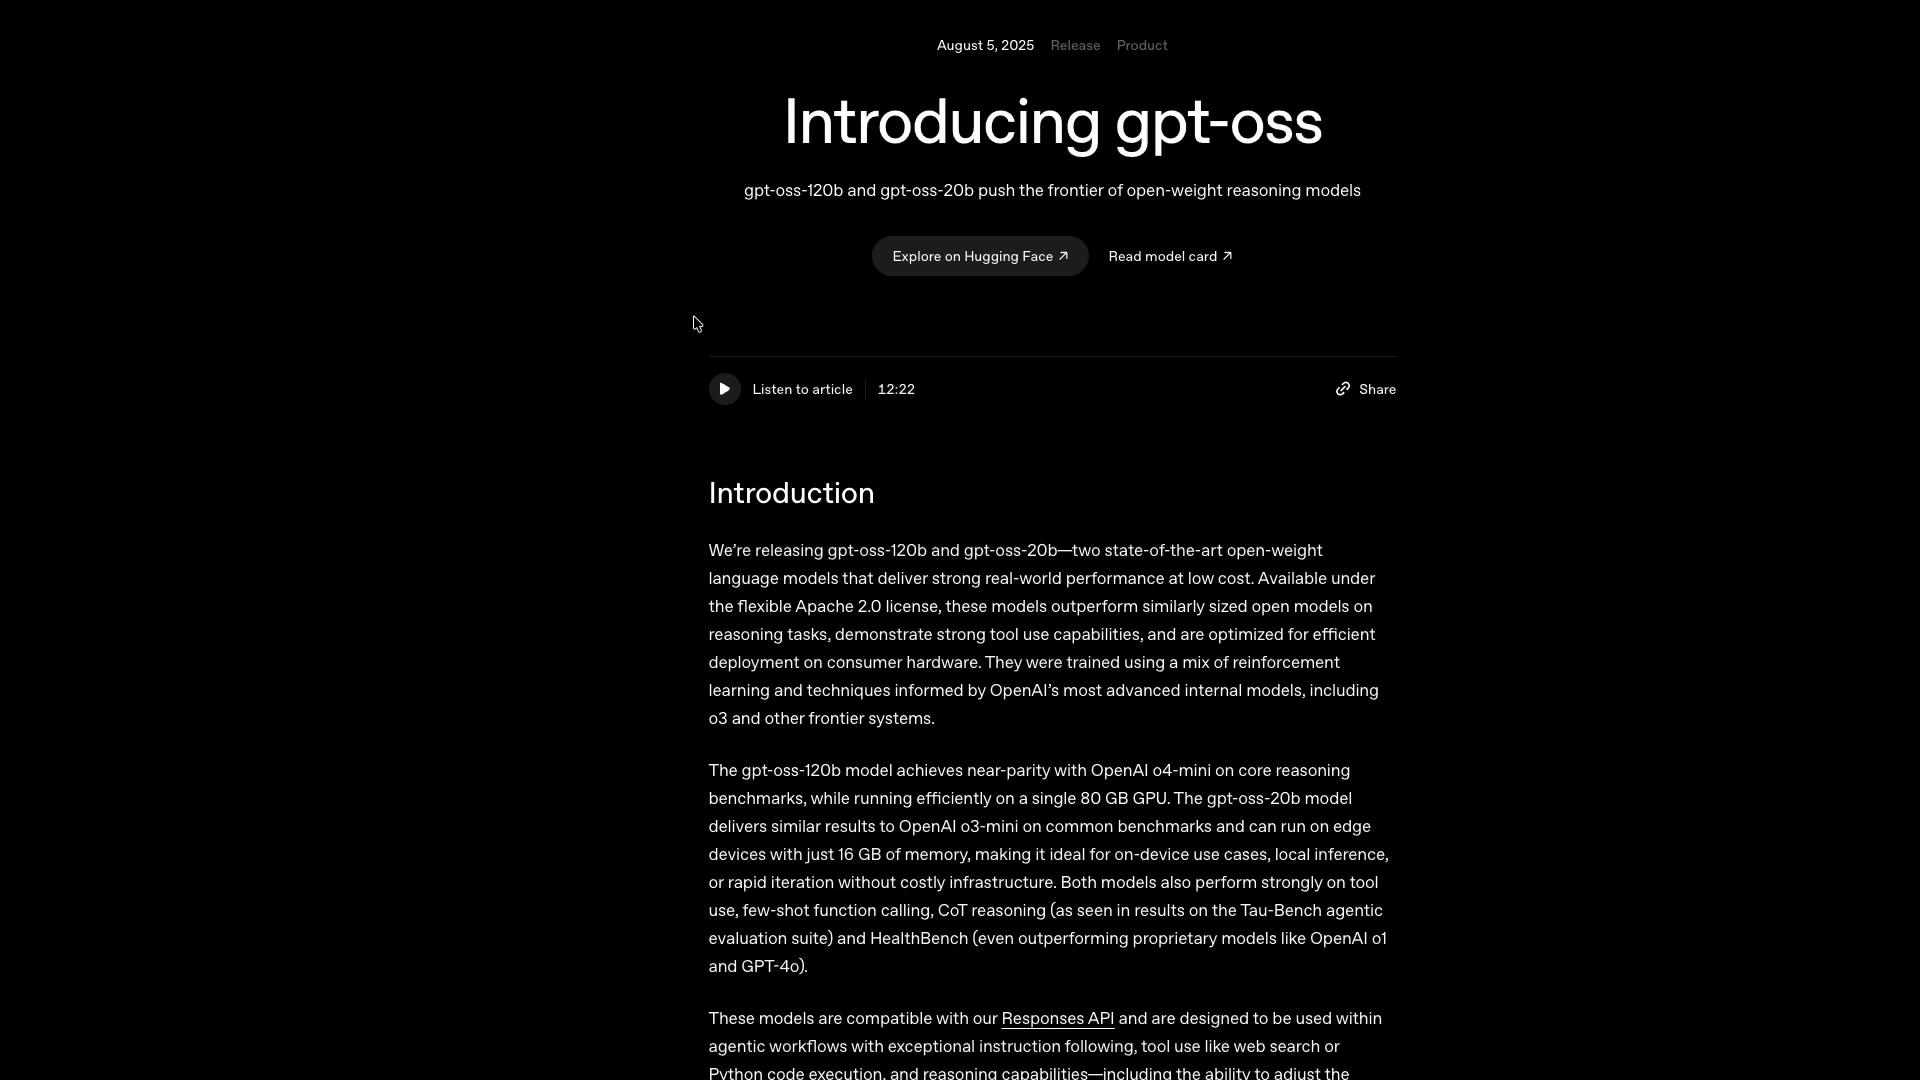 August 5, 2025 Release Product
Introducing gpt-oss
gpt-oss-120b and gpt-oss-20b push the frontier of open-weight reasoning models
Explore on Hugging Face ↗ Read model card ↗
Listen to article 12:22 Share
Introduction
We’re releasing gpt-oss-120b and gpt-oss-20b—two state-of-the-art open-weight
language models that deliver strong real-world performance at low cost. Available under
the flexible Apache 2.0 license, these models outperform similarly sized open models on
reasoning tasks, demonstrate strong tool use capabilities, and are optimized for efficient
deployment on consumer hardware. They were trained using a mix of reinforcement
learning and techniques informed by OpenAI’s most advanced internal models, including
o3 and other frontier systems.
The gpt-oss-120b model achieves near-parity with OpenAI o4-mini on core reasoning
benchmarks, while running efficiently on a single 80 GB GPU. The gpt-oss-20b model
delivers similar results to OpenAI o3-mini on common benchmarks and can run on edge
devices with just 16 GB of memory, making it ideal for on-device use cases, local inference,
or rapid iteration without costly infrastructure. Both models also perform strongly on tool
use, few-shot function calling, CoT reasoning (as seen in results on the Tau-Bench agentic
evaluation suite) and HealthBench (even outperforming proprietary models like OpenAI o1
and GPT-4o).
These models are compatible with our Responses API and are designed to be used within
agentic workflows with exceptional instruction following, tool use like web search or
Python code execution, and reasoning capabilities—including the ability to adjust the